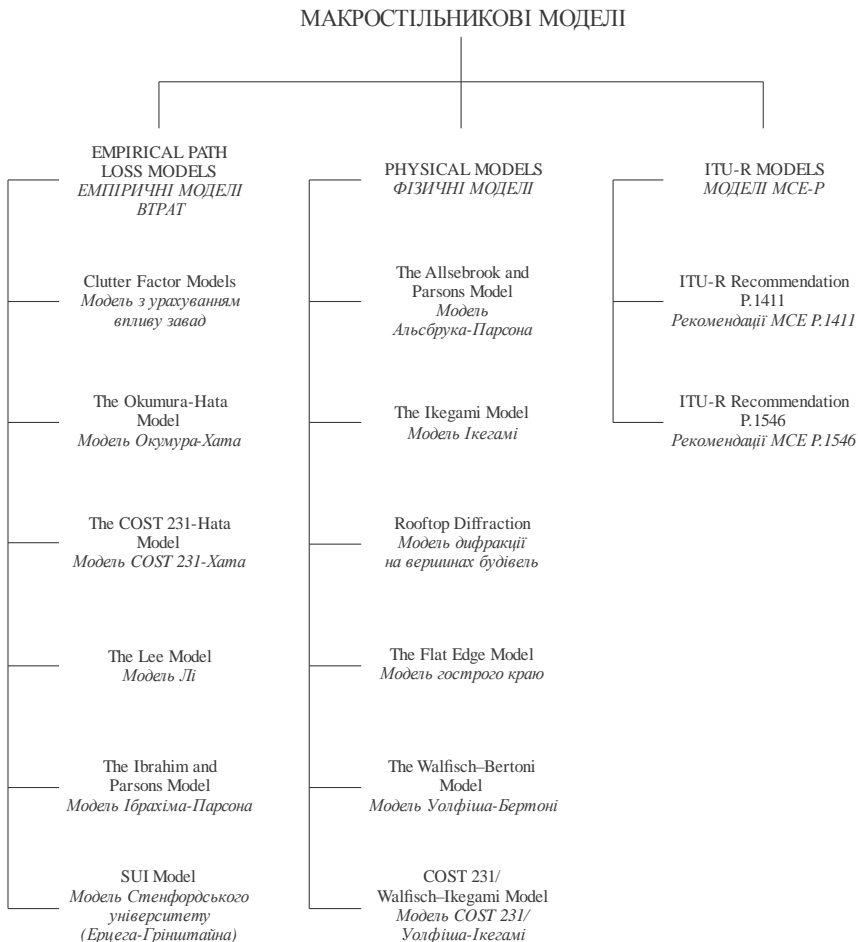 МАКРОСТІЛЬНИКОВІ МОДЕЛІ
EMPIRICAL PATH
LOSS MODELS
ЕМПІРИЧНІ МОДЕЛІ
ВТРАТ
Clutter Factor Models
Модель з урахуванням
впливу завад
The Okumura-Hata
Model
Модель Окумура-Хата
The COST 231-Hata
Model
Модель COST 231-Хата
The Lee Model
Модель Лі
The Ibrahim and
Parsons Model
Модель Ібрахіма-Парсона
SUI Model
Модель Стенфордського
університету
(Ерцега-Грінштайна)
PHYSICAL MODELS
ФІЗИЧНІ МОДЕЛІ
The Allsebrook and
Parsons Model
Модель
Альсбрука-Парсона
The Ikegami Model
Модель Ікегамі
Rooftop Diffraction
Модель дифракції
на вершинах будівель
The Flat Edge Model
Модель гострого краю
The Walfisch–Bertoni
Model
Модель Уолфіша-Бертоні
COST 231/
Walfisch–Ikegami Model
Модель COST 231/
Уолфіша-Ікегамі
ITU-R MODELS
МОДЕЛІ МСЕ-Р
ITU-R Recommendation
P.1411
Рекомендації МСЕ Р.1411
ITU-R Recommendation
P.1546
Рекомендації МСЕ Р.1546